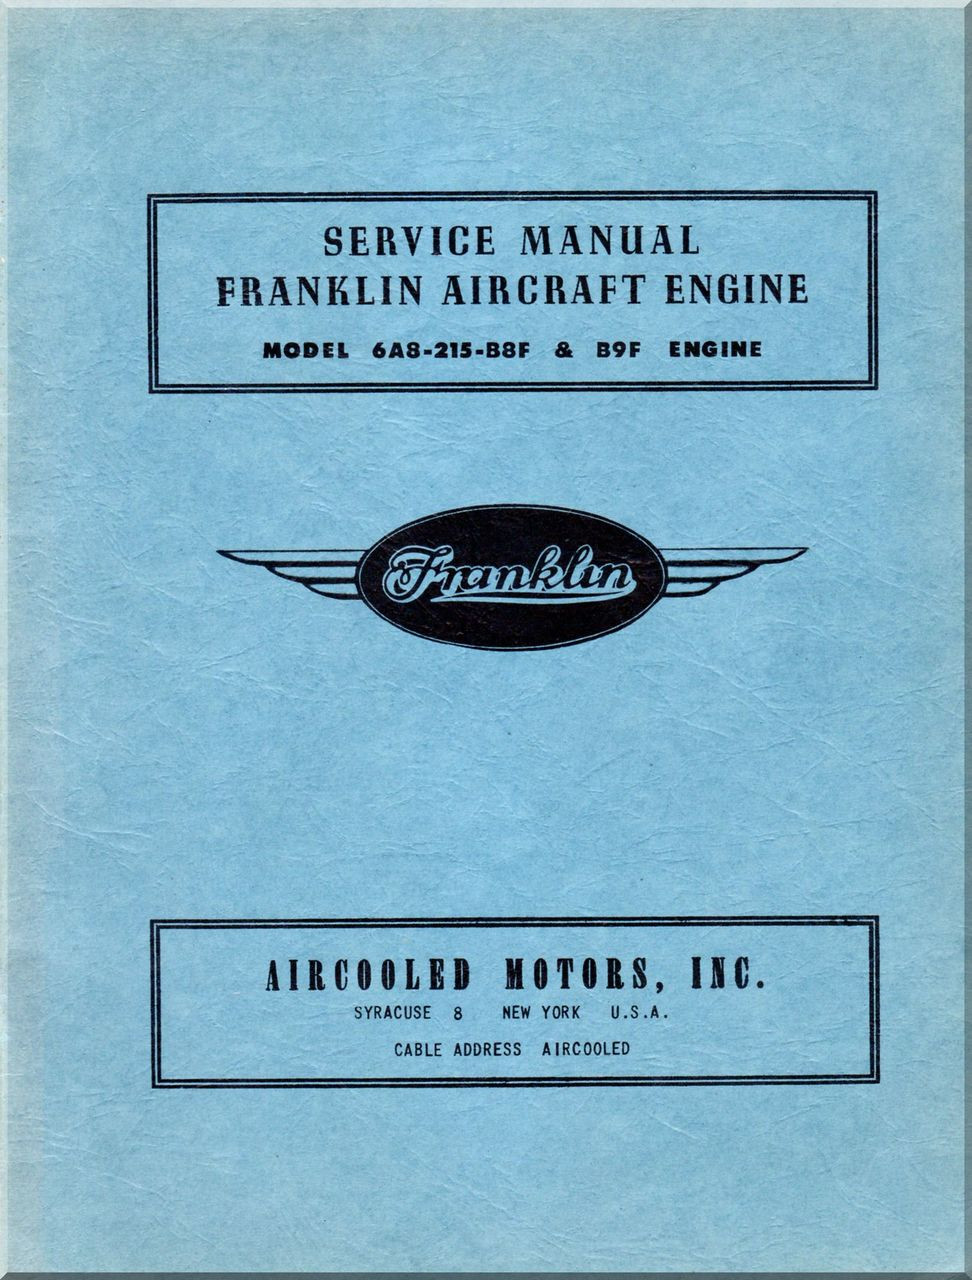 SERVICE MANUAL
FRANKLIN AIRCRAFT ENGINE
MODEL 6A8-215-B8F & B9F ENGINE
Franklin
AIRCOOLED MOTORS, INC.
SYRACUSE 8 NEW YORK U.S.A.
CABLE ADDRESS AIRCOOLED